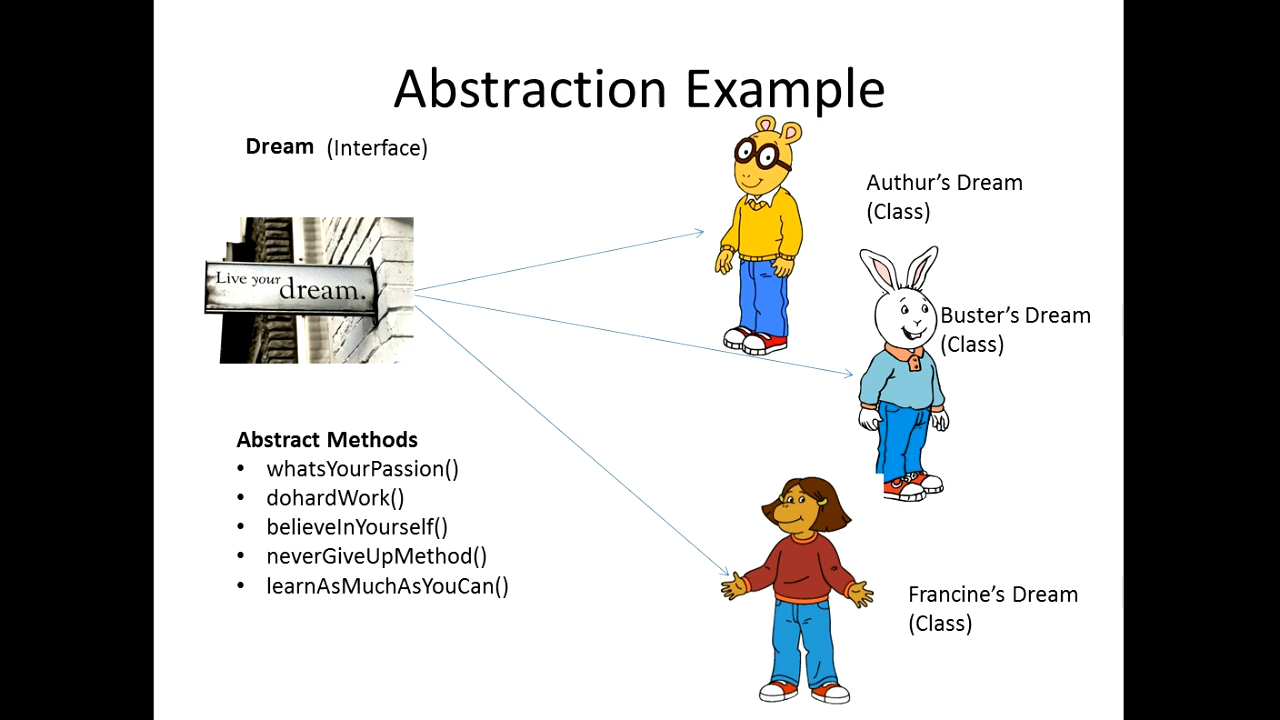 Abstraction Example
Dream (Interface)
Live your dream.
Abstract Methods
• whatsYourPassion()
• dohardWork()
• believeInYourself()
• neverGiveUpMethod()
• learnAsMuchAsYouCan()
Authur’s Dream
(Class)
Buster’s Dream
(Class)
Francine’s Dream
(Class)